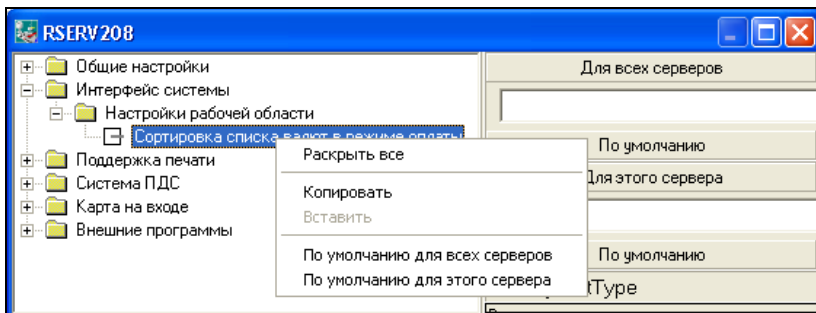 RSERV208
Общие настройки
Интерфейс системы
Настройки рабочей области
Сортировка списка валют в режиме оплаты
Поддержка печати
Система ПДС
Карта на входе
Внешние программы
Раскрыть все
Копировать
Вставить
По умолчанию для всех серверов
По умолчанию для этого сервера
Для всех серверов
По умолчанию
Для этого сервера
По умолчанию
tType